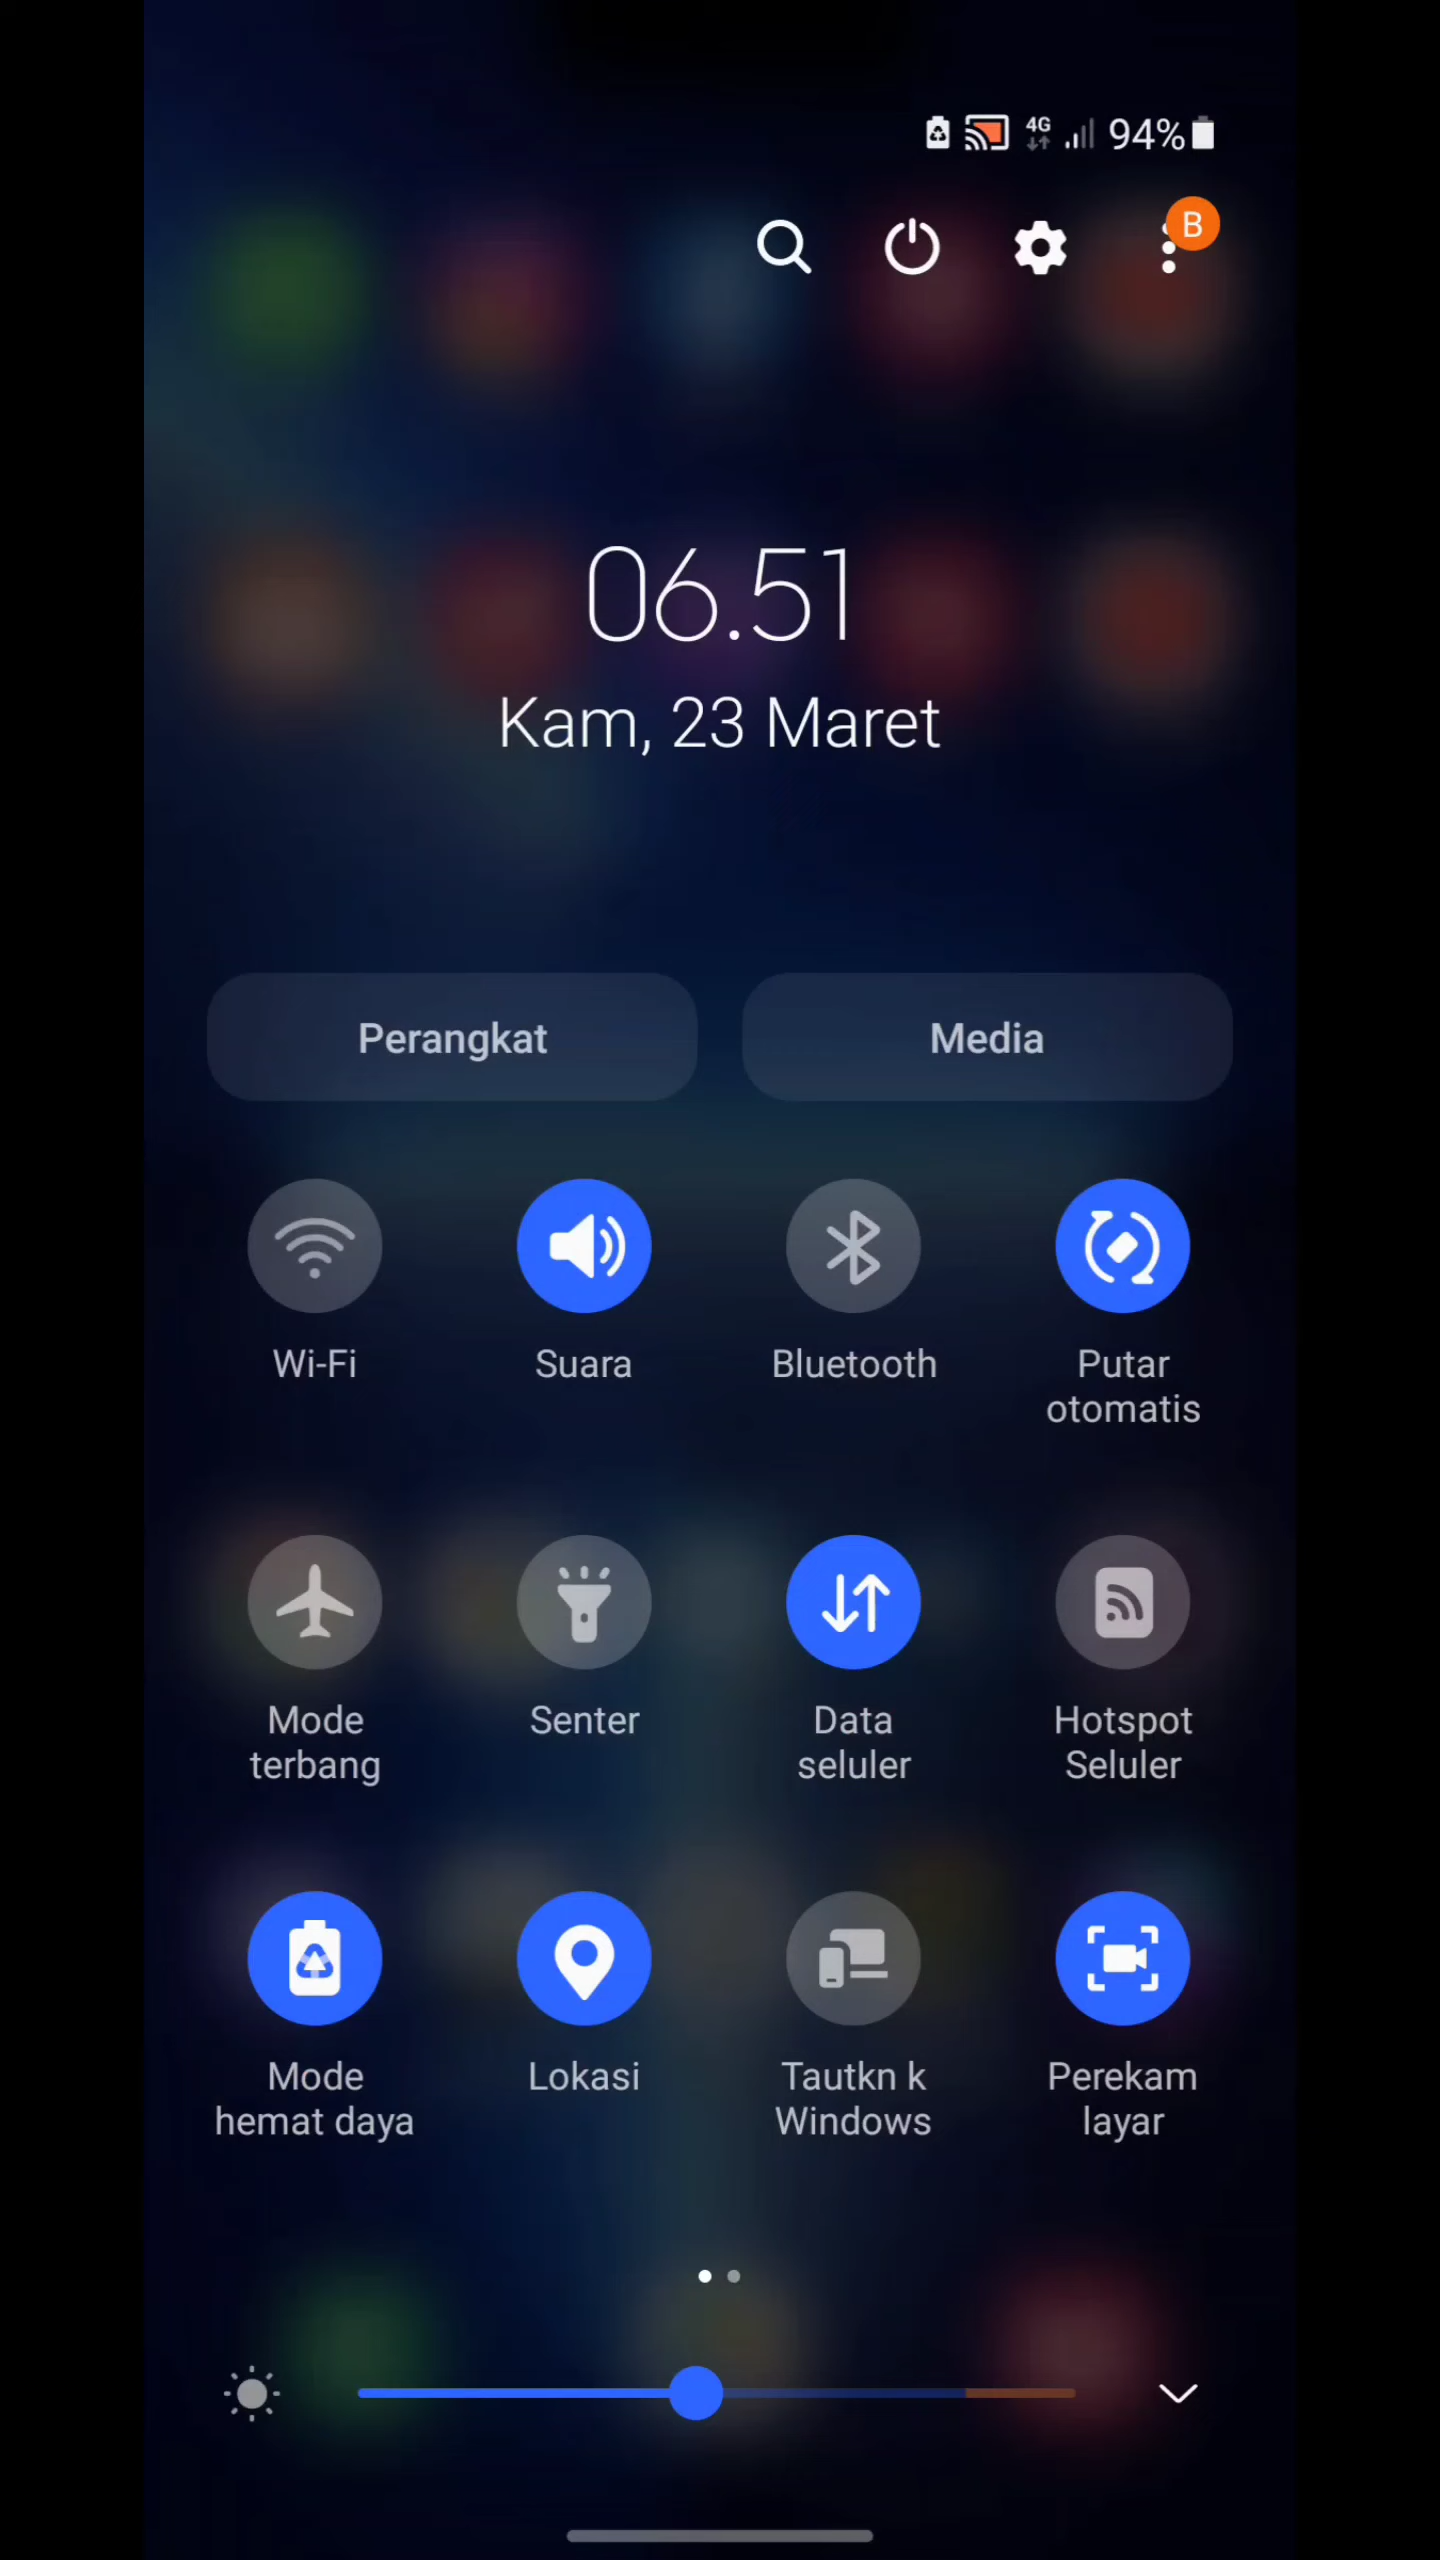 4G 94%
B
06.51
Kam, 23 Maret
Perangkat Media
Wi-Fi Suara Bluetooth Putar
otomatis
Mode Senter Data Hotspot
terbang seluler Seluler
Mode Lokasi Tautkn k Perekam
hemat daya Windows layar